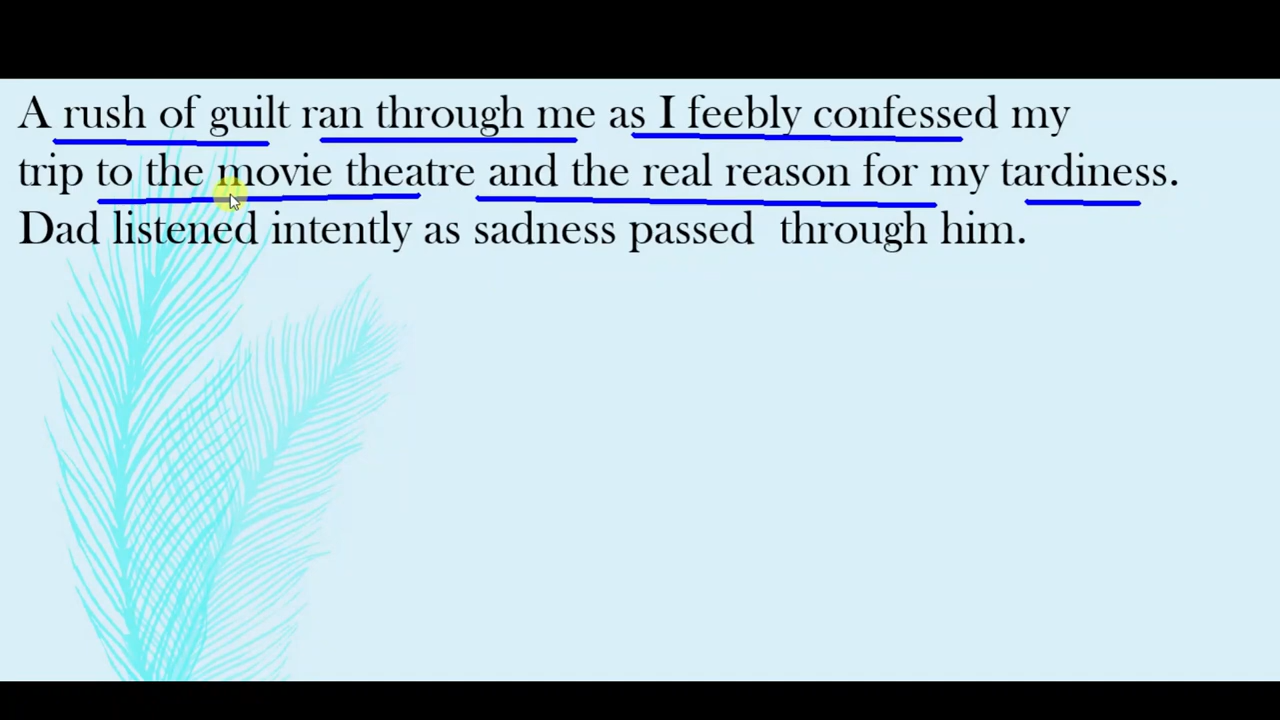 A rush of guilt ran through me as I feebly confessed my
trip to the movie theatre and the real reason for my tardiness.
Dad listened intently as sadness passed through him.